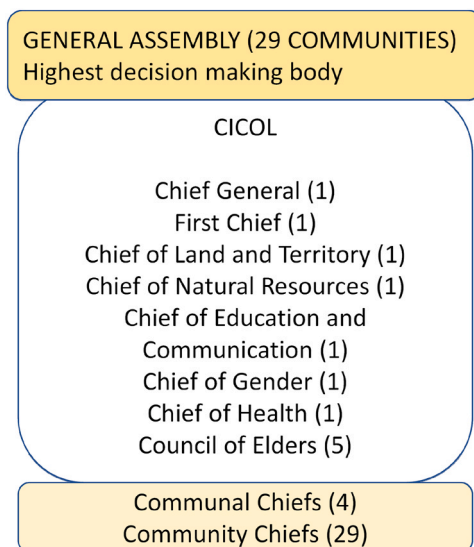 GENERAL ASSEMBLY (29 COMMUNITIES)
Highest decision making body
CICOL
Chief General (1)
First Chief (1)
Chief of Land and Territory (1)
Chief of Natural Resources (1)
Chief of Education and
Communication (1)
Chief of Gender (1)
Chief of Health (1)
Council of Elders (5)
Communal Chiefs (4)
Community Chiefs (29)